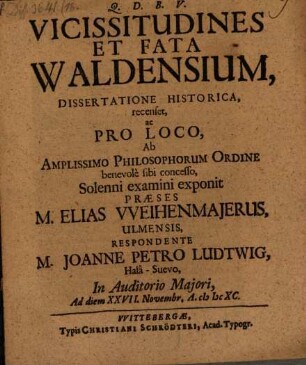 Q. D. B. V.
VICISSITUDINES
ET FATA
WALDENSIUM,
DISSERTATIONE HISTORICA,
recenset,
ac
PRO LOCO,
Ab
AMPLISSIMO PHILOSOPHORUM ORDINE
benevolè sibi concesso,
Solenni examini exponit
PRÆSES
M. ELIAS VVEIHENMAJERUS,
ULMENSIS,
RESPONDENTE
M. JOANNE PETRO LUDTWIG,
Halâ - Suevo,
In Auditorio Majori,
Ad diem XXVII. Novembr, A. cIɔ Iɔc XC.
VVITTEBERGÆ,
Typis CHRISTIANI SCHRÖDTERI, Acad. Typogr.